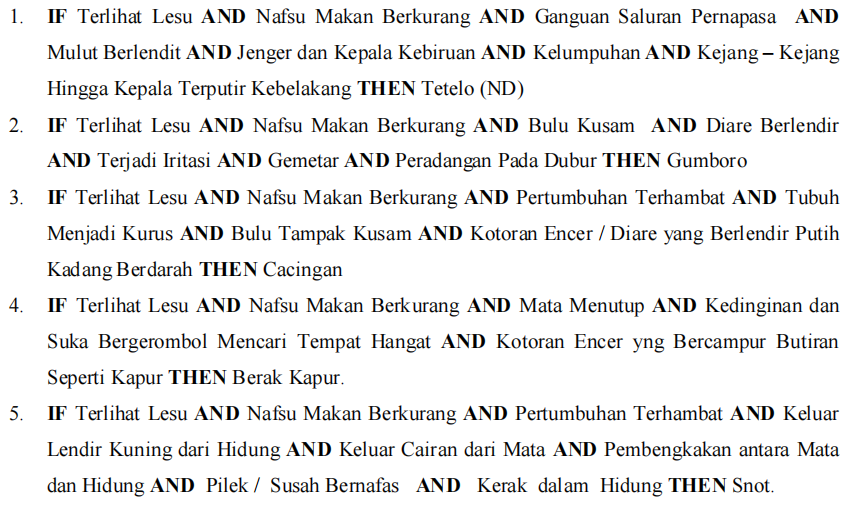 1. IF Terlihat Lesu AND Nafsu Makan Berkurang AND Ganguan Saluran Pernapasa AND
Mulut Berlendit AND Jenger dan Kepala Kebiruan AND Kelumpuhan AND Kejang – Kejang
Hingga Kepala Terputir Kebelakang THEN Tetelo (ND)
2. IF Terlihat Lesu AND Nafsu Makan Berkurang AND Bulu Kusam AND Diare Berlendir
AND Terjadi Iritasi AND Gemetar AND Peradangan Pada Dubur THEN Gumboro
3. IF Terlihat Lesu AND Nafsu Makan Berkurang AND Pertumbuhan Terhambat AND Tubuh
Menjadi Kurus AND Bulu Tampak Kusam AND Kotoran Encer / Diare yang Berlendir Putih
Kadang Berdarah THEN Cacingan
4. IF Terlihat Lesu AND Nafsu Makan Berkurang AND Mata Menutup AND Kedinginan dan
Suka Bergerombol Mencari Tempat Hangat AND Kotoran Encer yng Bercampur Butiran
Seperti Kapur THEN Berak Kapur.
5. IF Terlihat Lesu AND Nafsu Makan Berkurang AND Pertumbuhan Terhambat AND Keluar
Lendir Kuning dari Hidung AND Keluar Cairan dari Mata AND Pembengkakan antara Mata
dan Hidung AND Pilek / Susah Bernafas AND Kerak dalam Hidung THEN Snot.